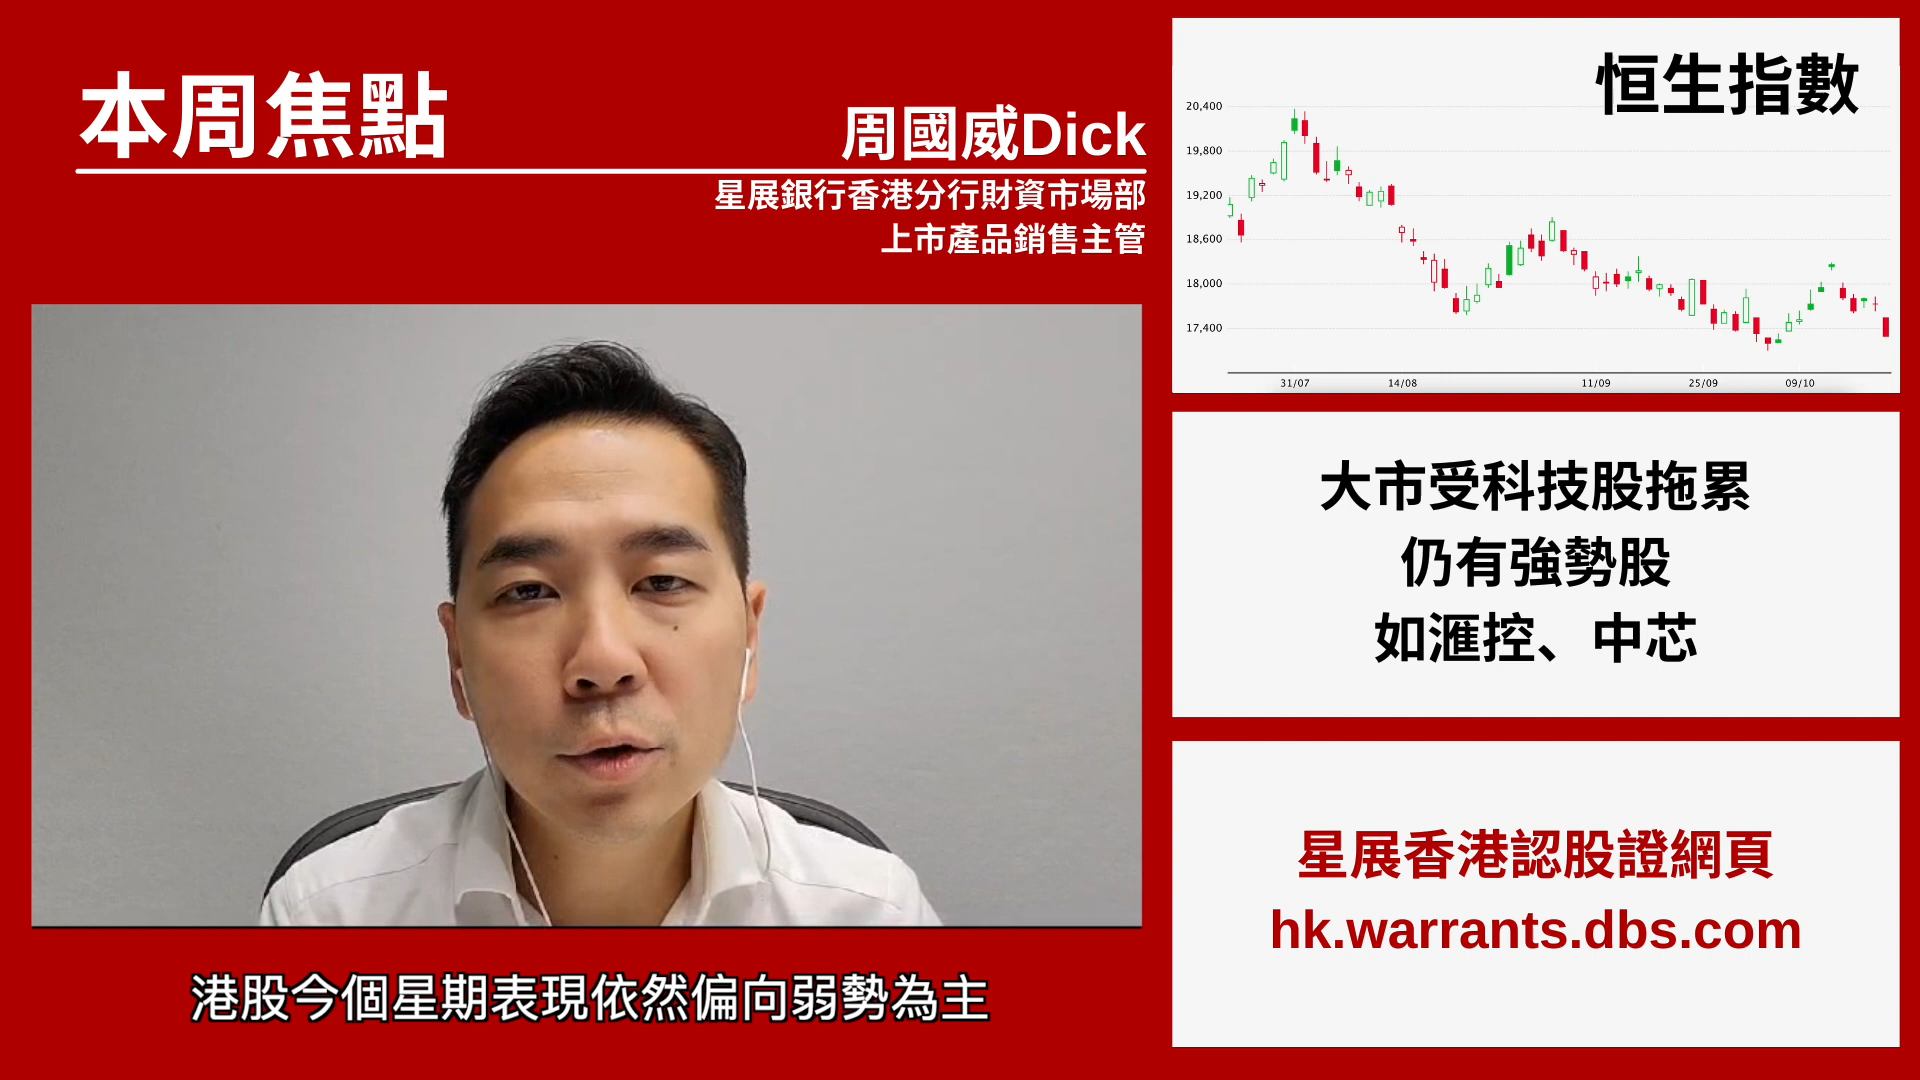 本周焦點
周國威Dick
星展銀行香港分行財資市場部
上市產品銷售主管
港股今個星期表現依然偏向弱勢為主
恒生指數
20,400
19,800
19,200
18,600
18,000
17,400
31/07 14/08 11/09 25/09 09/10
大市受科技股拖累
仍有強勢股
如滙控、中芯
星展香港認股證網頁
hk.warrants.dbs.com